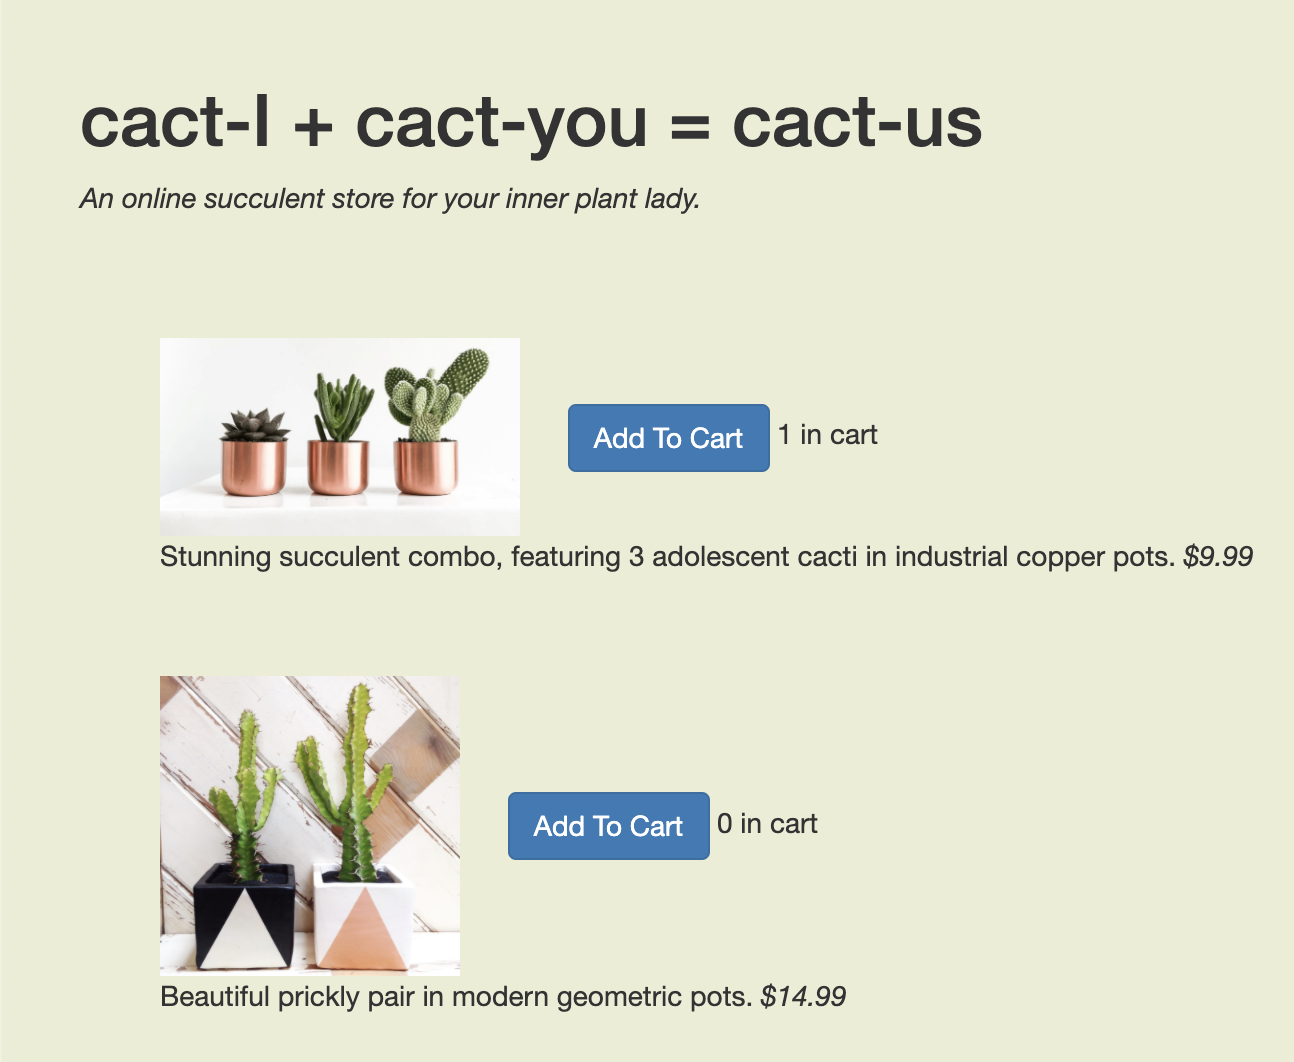 cact-I + cact-you = cact-us
An online succulent store for your inner plant lady.
Add To Cart 1 in cart
Stunning succulent combo, featuring 3 adolescent cacti in industrial copper pots. $9.99
Add To Cart 0 in cart
Beautiful prickly pair in modern geometric pots. $14.99